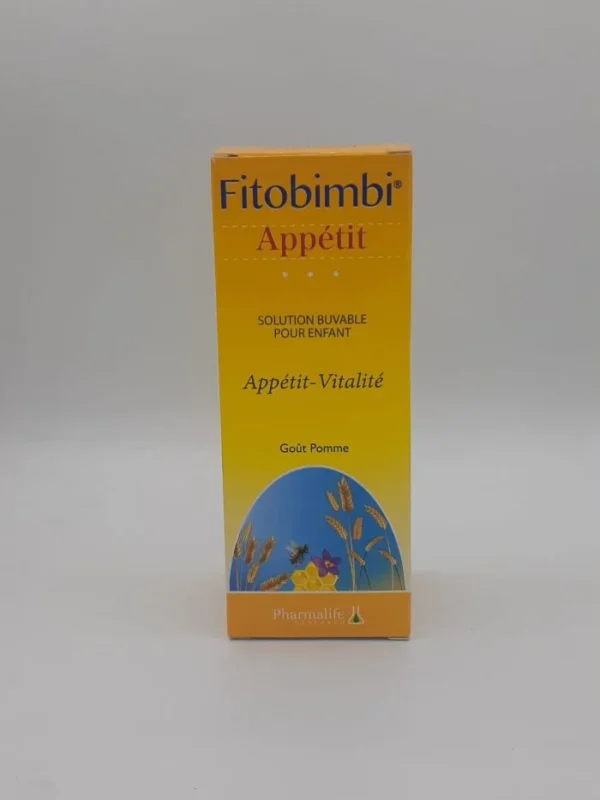 Fitobimbi®
Appétit
SOLUTION BUVABLE
POUR ENFANT
Appétit-Vitalité
Goût Pomme
Pharmalife